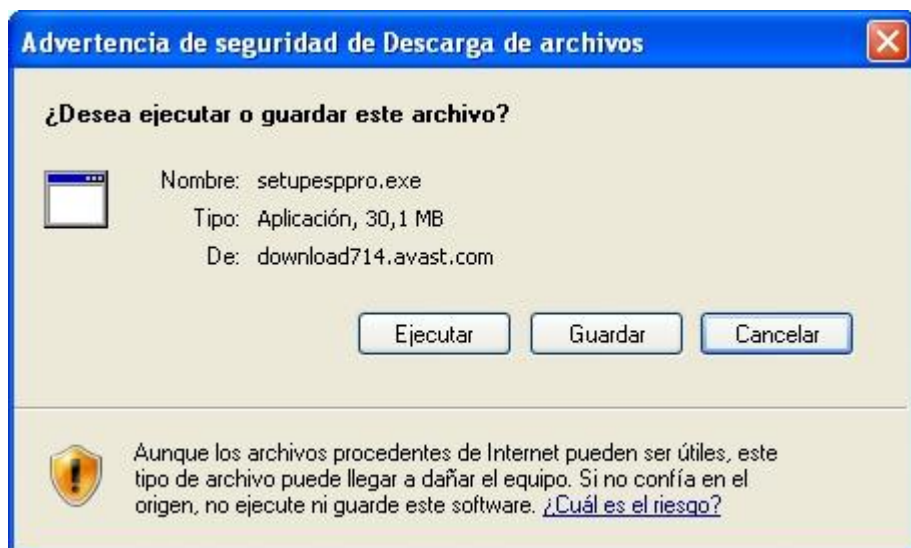 Advertencia de seguridad de Descarga de archivos
¿Desea ejecutar o guardar este archivo?
Nombre: setupesppro.exe
Tipo: Aplicación, 30,1 MB
De: download714.avast.com
Ejecutar Guardar Cancelar
Aunque los archivos procedentes de Internet pueden ser útiles, este
tipo de archivo puede llegar a dañar el equipo. Si no confía en el
origen, no ejecute ni guarde este software. ¿Cuál es el riesgo?